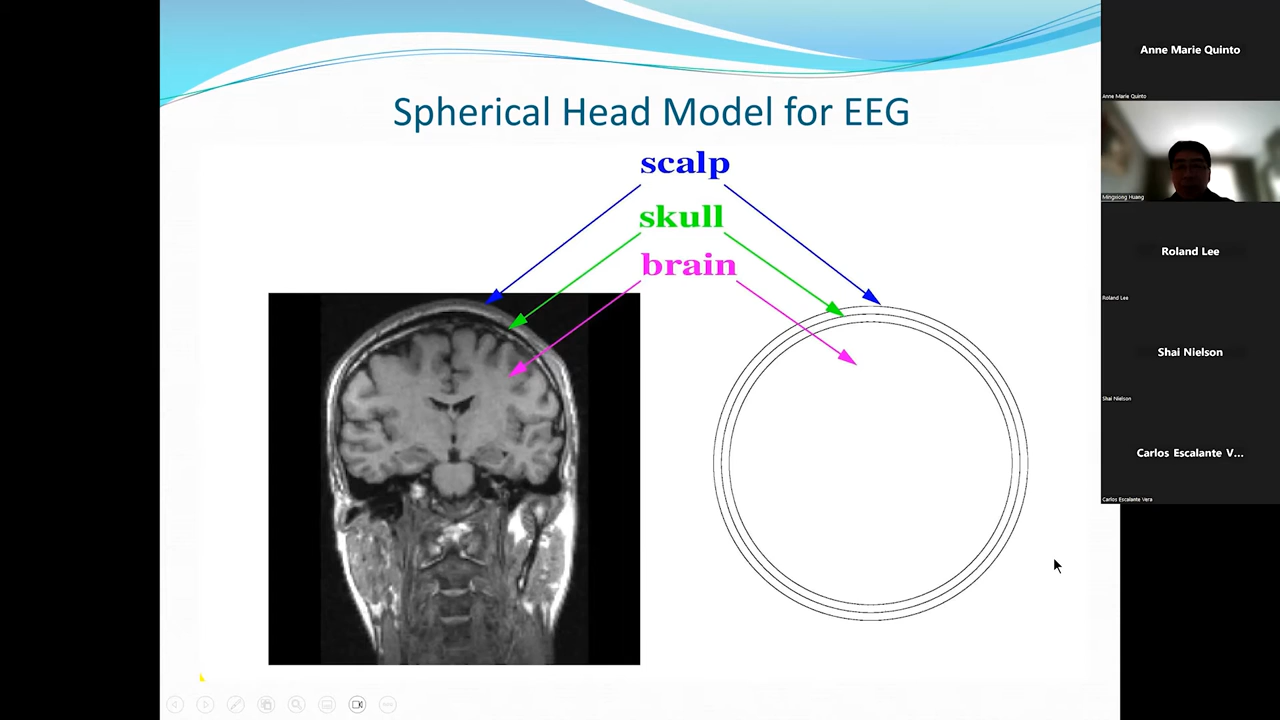 Spherical Head Model for EEG
scalp
skull
brain
Anne Marie Quinto
Anne Marie Quinto
Mingxiong Huang
Roland Lee
Roland Lee
Shai Nielson
Shai Nielson
Carlos Escalante V...
Carlos Escalante Vera